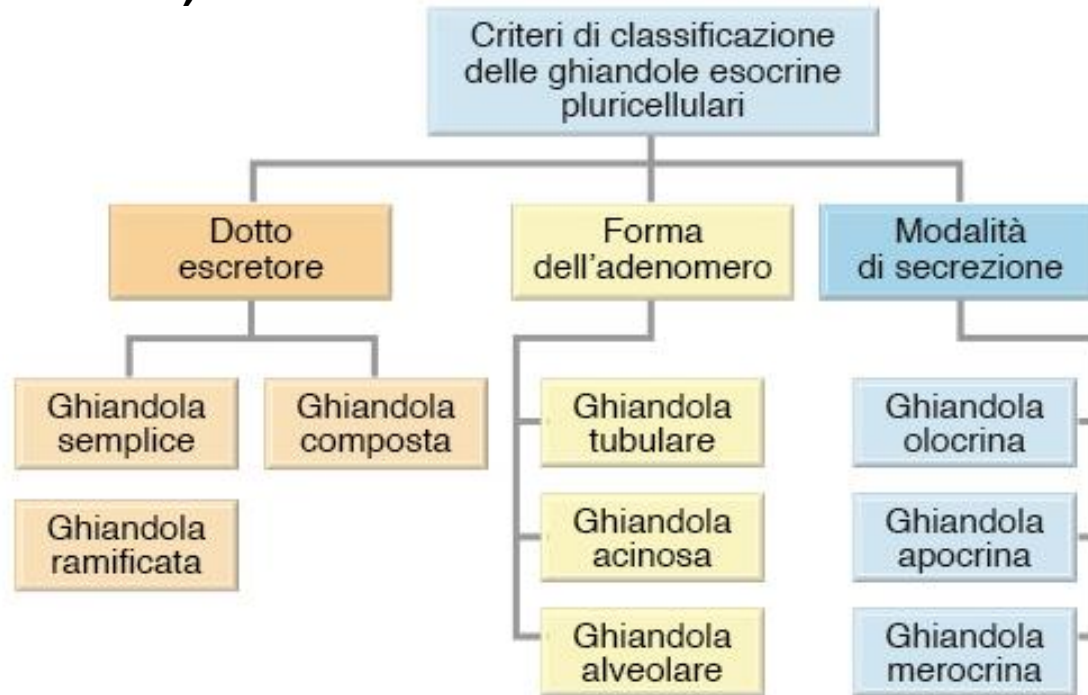 Criteri di classificazione
delle ghiandole esocrine
pluricellulari
Dotto
escretore
Forma
dell'adenomero
Modalità
di secrezione
Ghiandola
semplice
Ghiandola
composta
Ghiandola
ramificata
Ghiandola
tubulare
Ghiandola
acinosa
Ghiandola
alveolare
Ghiandola
olocrina
Ghiandola
apocrina
Ghiandola
merocrina